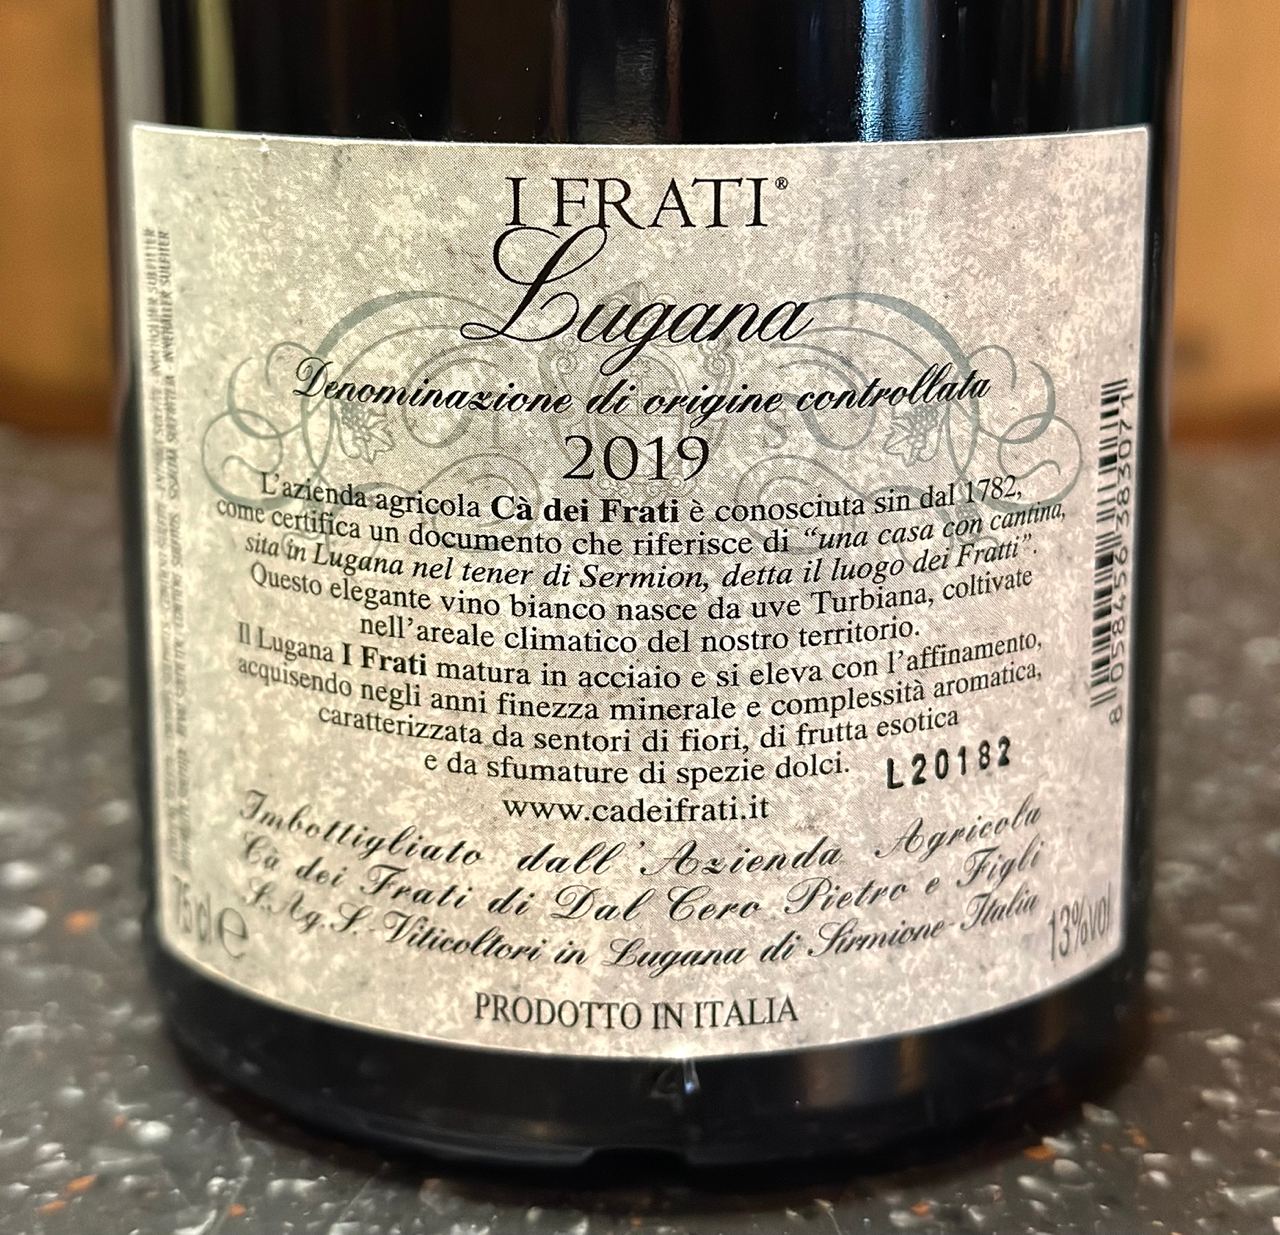 I FRATI®
Lugana
Denominazione di origine controllata
2019
L'azienda agricola Cà dei Frati è conosciuta sin dal 1782,
come certifica un documento che riferisce di “una casa con cantina,
sita in Lugana nel tener di Sermion, detta il luogo dei Fratti”.
Questo elegante vino bianco nasce da uve Turbiana, coltivate
nell'areale climatico del nostro territorio.
Il Lugana I Frati matura in acciaio e si eleva con l'affinamento,
acquisendo negli anni finezza minerale e complessità aromatica,
caratterizzata da sentori di fiori, di frutta esotica
e da sfumature di spezie dolci.
L20182
www.cadeifrati.it
Imbottigliato dall'Azienda Agricola
Cà dei Frati di Dal Cero Pietro e Figli
S.Ag.S.-Viticoltori in Lugana di Sirmione-Italia
75cl e
13%vol
PRODOTTO IN ITALIA
8 058456 383071